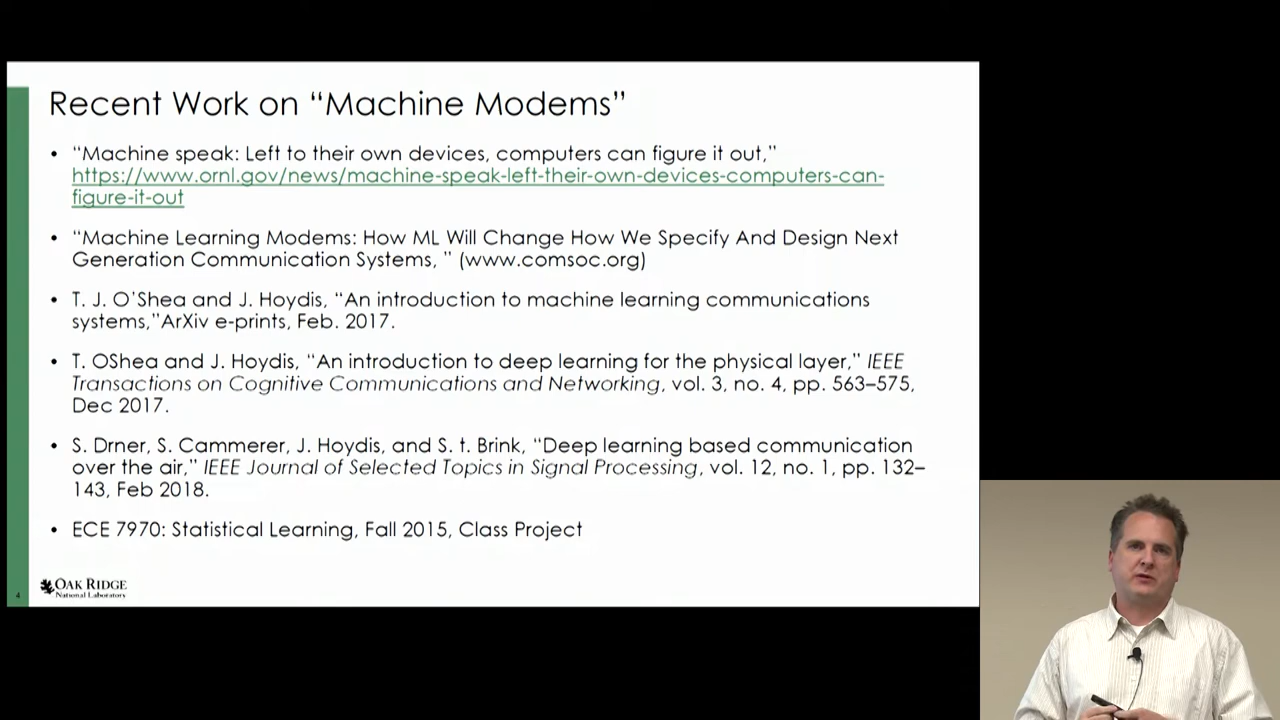 Recent Work on “Machine Modems”
• “Machine speak: Left to their own devices, computers can figure it out,”
https://www.ornl.gov/news/machine-speak-left-their-own-devices-computers-can-
figure-it-out
• “Machine Learning Modems: How ML Will Change How We Specify And Design Next
Generation Communication Systems, ” (www.comsoc.org)
• T. J. O’Shea and J. Hoydis, “An introduction to machine learning communications
systems,”ArXiv e-prints, Feb. 2017.
• T. OShea and J. Hoydis, “An introduction to deep learning for the physical layer,” IEEE
Transactions on Cognitive Communications and Networking, vol. 3, no. 4, pp. 563–575,
Dec 2017.
• S. Drner, S. Cammerer, J. Hoydis, and S. t. Brink, “Deep learning based communication
over the air,” IEEE Journal of Selected Topics in Signal Processing, vol. 12, no. 1, pp. 132–
143, Feb 2018.
• ECE 7970: Statistical Learning, Fall 2015, Class Project
4
OAK RIDGE
National Laboratory